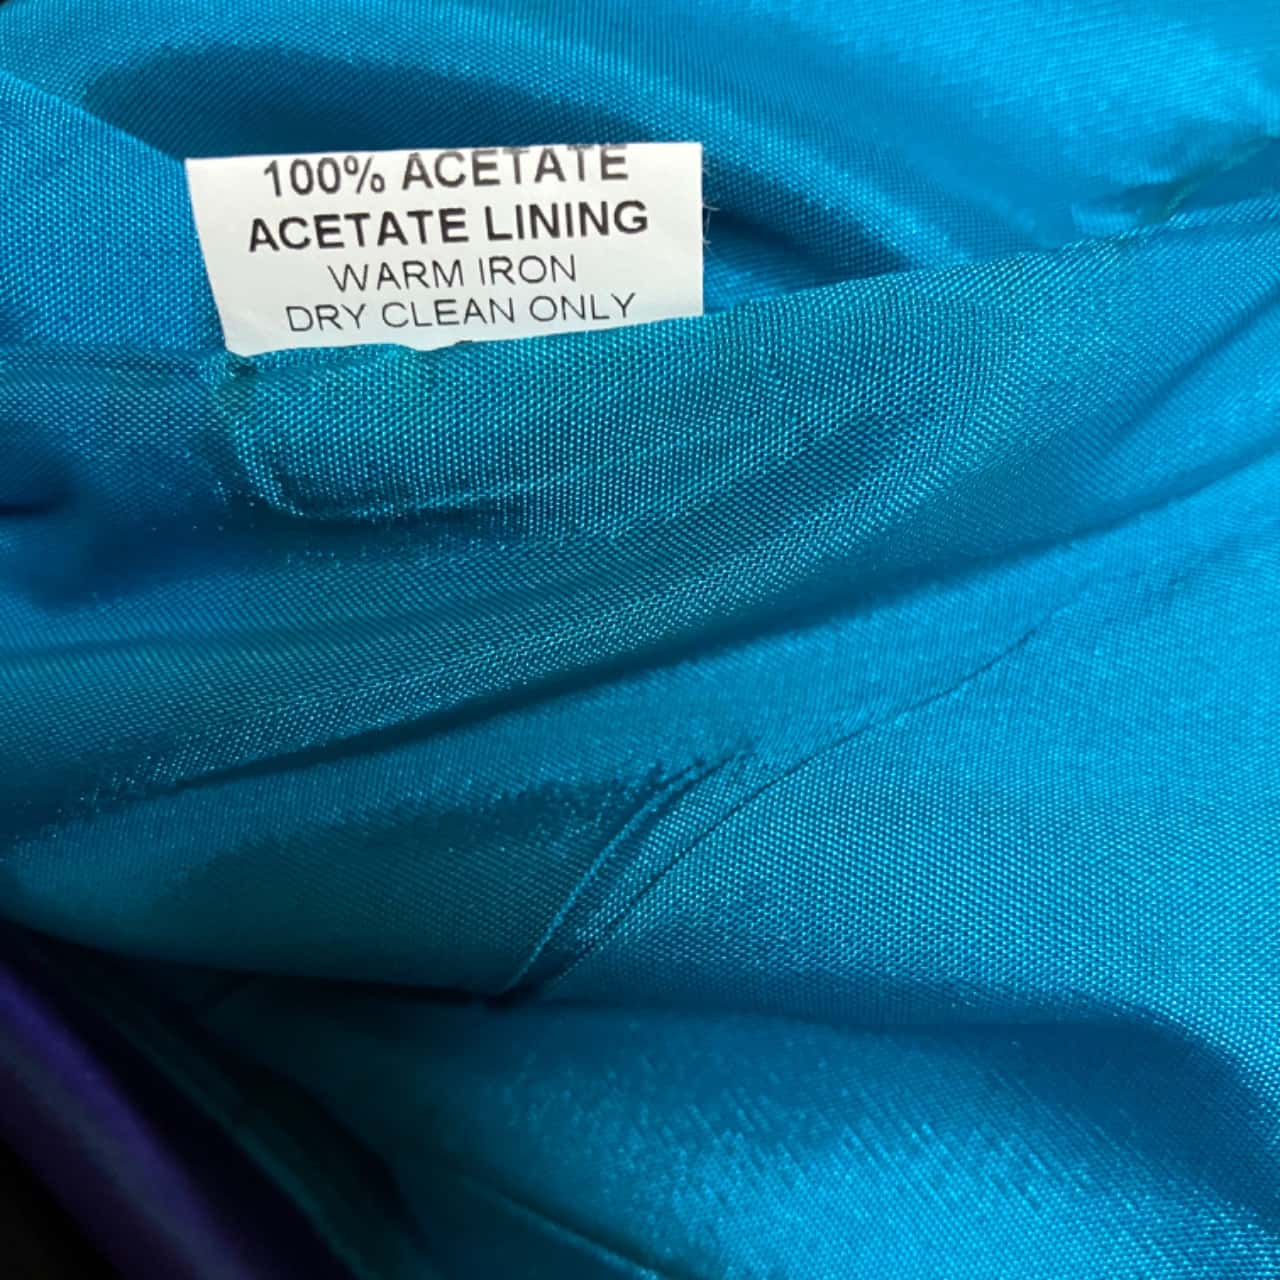 100% ACETATE
ACETATE LINING
WARM IRON
DRY CLEAN ONLY